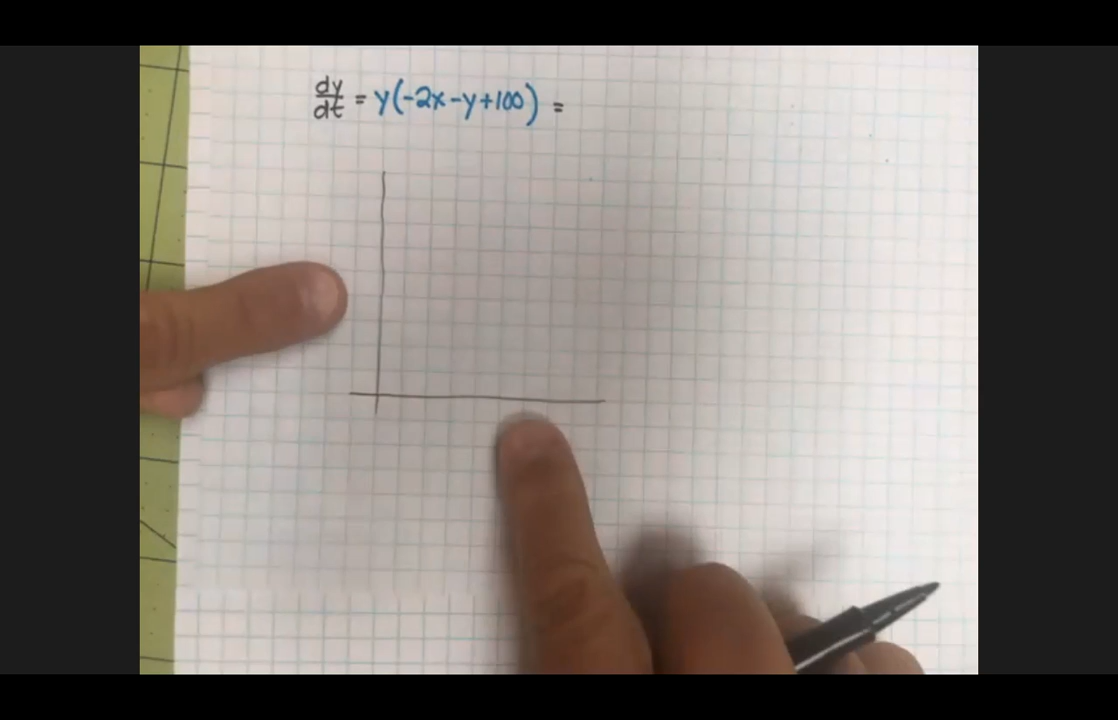 dy/dt = y(-2x-y+100) =